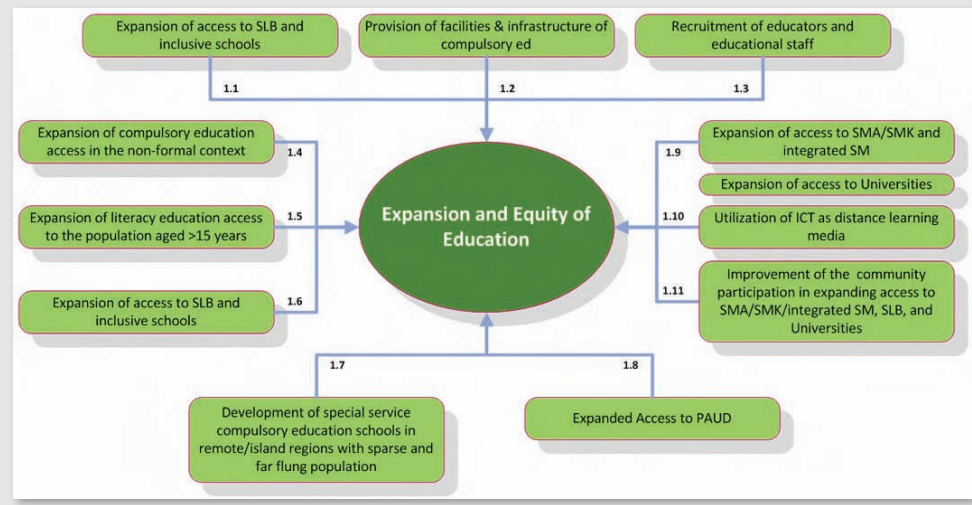 Expansion of access to SLB and
inclusive schools
Provision of facilities & infrastructure of
compulsory ed
Recruitment of educators and
educational staff
1.1
1.2
1.3
Expansion of compulsory education
access in the non-formal context
1.4
Expansion of literacy education access
to the population aged >15 years
1.5
Expansion of access to SLB and
inclusive schools
1.6
Expansion and Equity of
Education
1.9
Expansion of access to SMA/SMK and
integrated SM
Expansion of access to Universities
1.10
Utilization of ICT as distance learning
media
1.11
Improvement of the community
participation in expanding access to
SMA/SMK/integrated SM, SLB, and
Universities
1.7
1.8
Development of special service
compulsory education schools in
remote/island regions with sparse and
far flung population
Expanded Access to PAUD